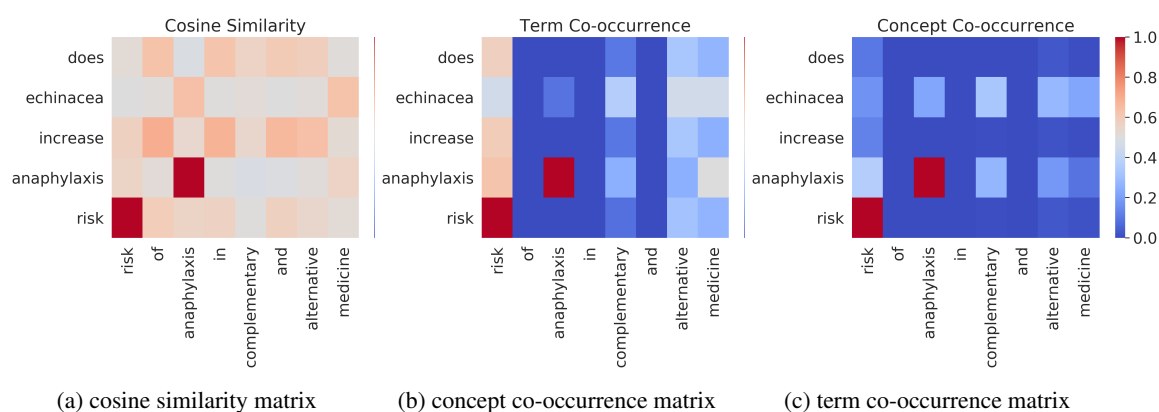 Cosine Similarity
Term Co-occurrence
Concept Co-occurrence
does
echinacea
increase
anaphylaxis
risk
risk
of
anaphylaxis
in
complementary
and
alternative
medicine
does
echinacea
increase
anaphylaxis
risk
risk
of
anaphylaxis
in
complementary
and
alternative
medicine
does
echinacea
increase
anaphylaxis
risk
risk
of
anaphylaxis
in
complementary
and
alternative
medicine
1.0
0.8
0.6
0.4
0.2
0.0
(a) cosine similarity matrix
(b) concept co-occurrence matrix
(c) term co-occurrence matrix